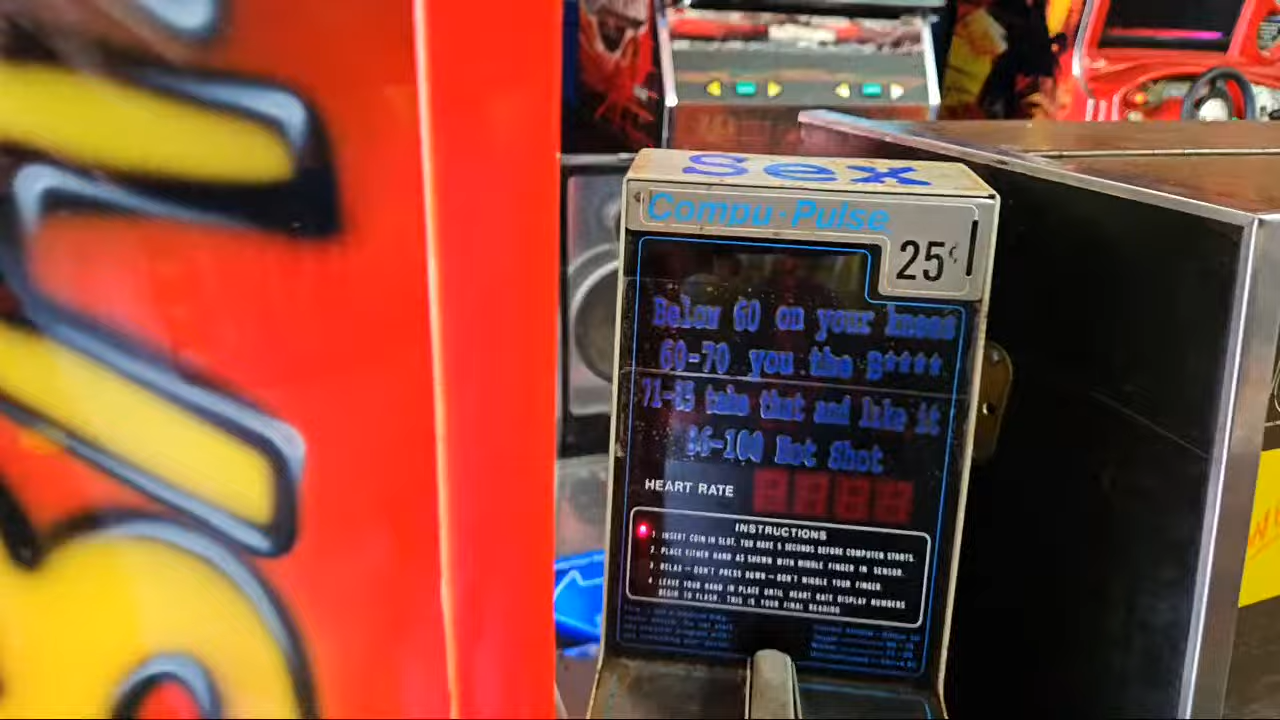 sex
Compu·Pulse
25¢
Below 60 on your knees
60-70 you the B****
71-85 take that and like it
86-100 Hot Shot
HEART RATE
INSTRUCTIONS
1. INSERT COIN IN SLOT. YOU HAVE 5 SECONDS BEFORE COMPUTER STARTS.
2. PLACE EITHER HAND AS SHOWN WITH MIDDLE FINGER IN SENSOR.
3. RELAX - DON'T PRESS DOWN - DON'T WIGGLE YOUR FINGER.
4. LEAVE YOUR HAND IN PLACE UNTIL HEART RATE DISPLAY NUMBERS
BEGIN TO FLASH. THIS IS YOUR FINAL READING